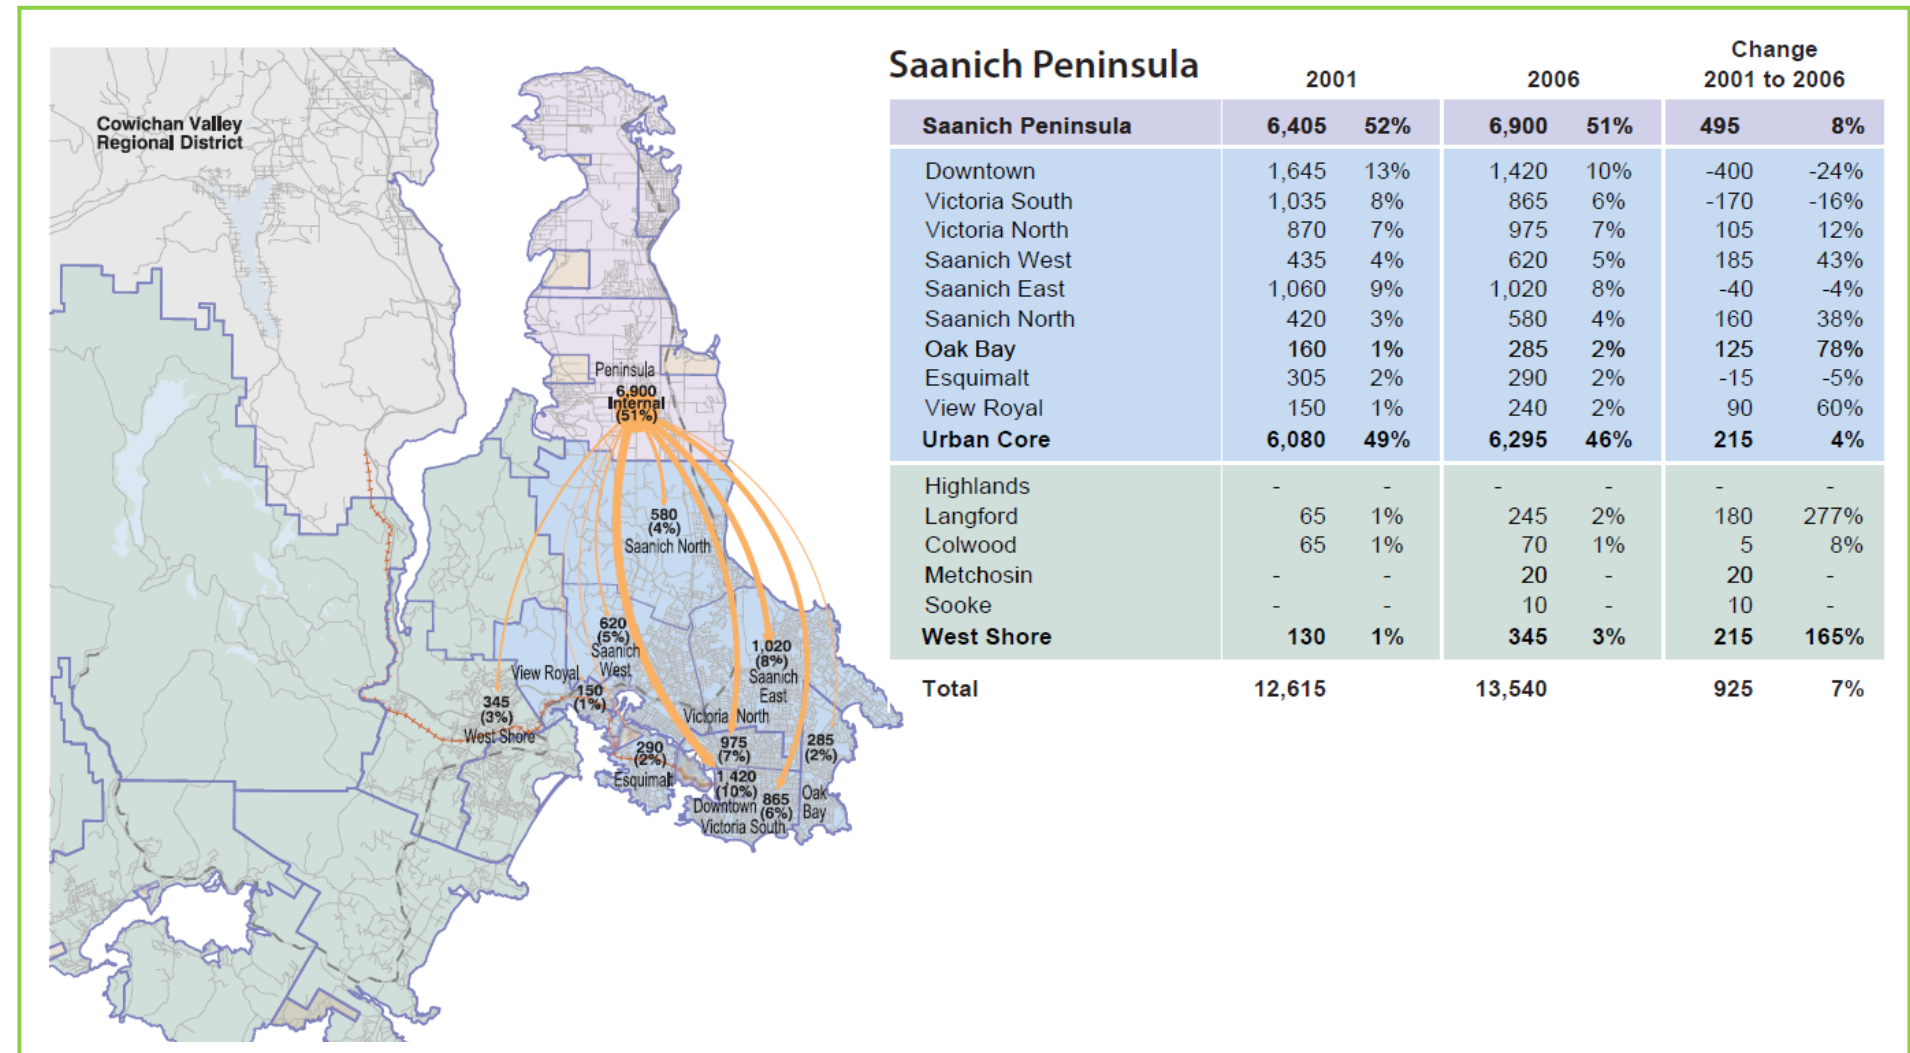 Cowichan Valley
Regional District
Peninsula
6,900
Internal
(51%)
580
(4%)
Saanich North
620
(5%)
Saanich
West
1,020
(8%)
Saanich
East
View Royal
150
(1%)
345
(3%)
West Shore
Victoria North
975
(7%)
285
(2%)
290
(2%)
Esquimalt
1,420
(10%)
Downtown
865
(6%)
Victoria South
Oak
Bay
Saanich Peninsula 2001 2006 Change
2001 to 2006
Saanich Peninsula 6,405 52% 6,900 51% 495 8%
Downtown 1,645 13% 1,420 10% -400 -24%
Victoria South 1,035 8% 865 6% -170 -16%
Victoria North 870 7% 975 7% 105 12%
Saanich West 435 4% 620 5% 185 43%
Saanich East 1,060 9% 1,020 8% -40 -4%
Saanich North 420 3% 580 4% 160 38%
Oak Bay 160 1% 285 2% 125 78%
Esquimalt 305 2% 290 2% -15 -5%
View Royal 150 1% 240 2% 90 60%
Urban Core 6,080 49% 6,295 46% 215 4%
Highlands - - - - - -
Langford 65 1% 245 2% 180 277%
Colwood 65 1% 70 1% 5 8%
Metchosin - - 20 - 20 -
Sooke - - 10 - 10 -
West Shore 130 1% 345 3% 215 165%
Total 12,615 13,540 925 7%